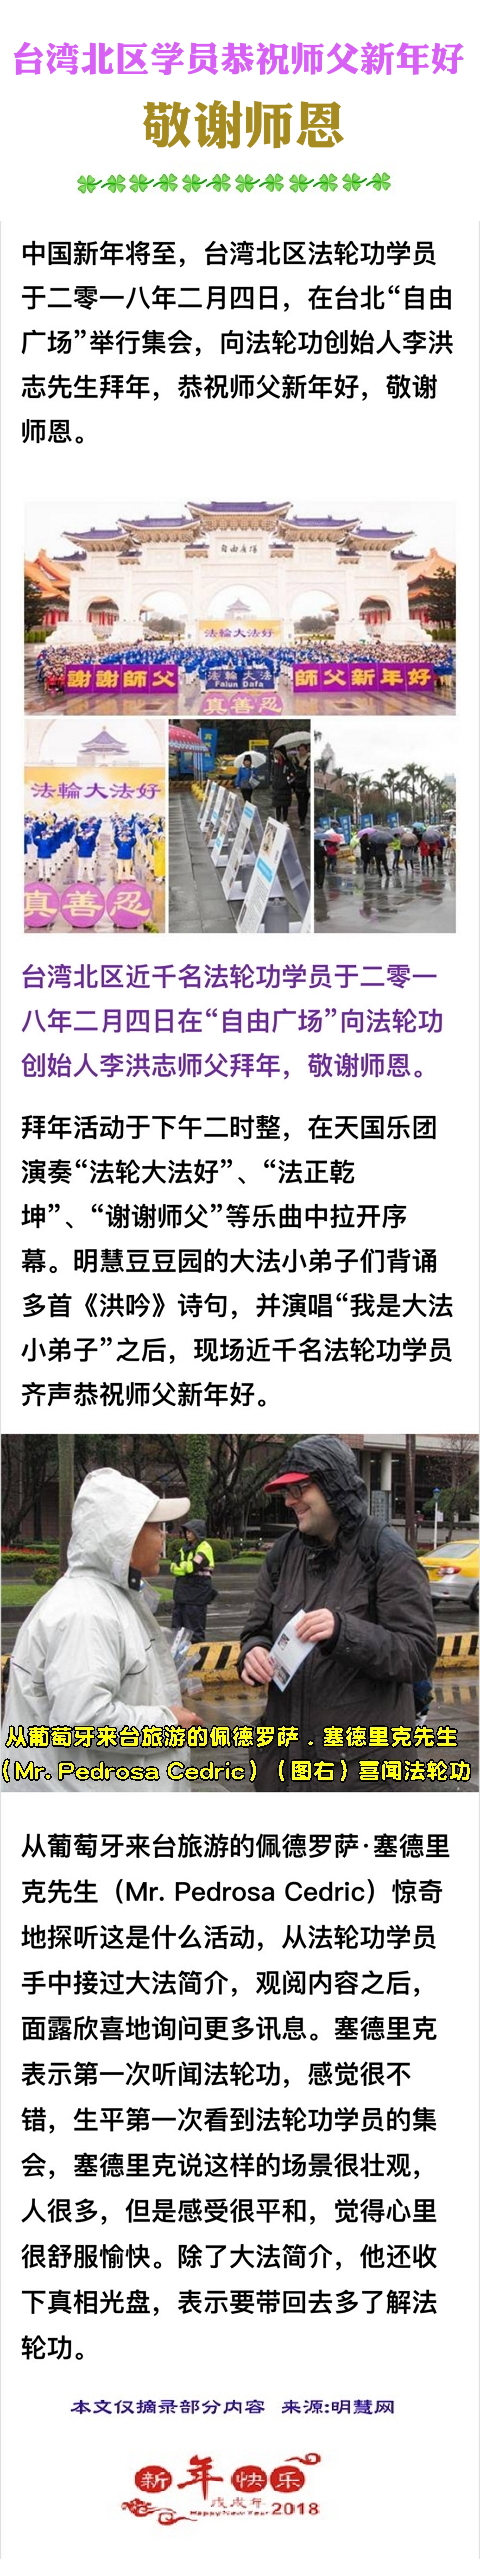 台湾北区学员恭祝师父新年好
敬谢师恩
中国新年将至，台湾北区法轮功学员
于二零一八年二月四日，在台北“自由
广场”举行集会，向法轮功创始人李洪
志先生拜年，恭祝师父新年好，敬谢
师恩。
自由廣場
法輪大法好
謝謝師父
法輪大法
Falun Dafa
師父新年好
真善忍
法輪大法好
真善忍
台湾北区近千名法轮功学员于二零一
八年二月四日在“自由广场”向法轮功
创始人李洪志师父拜年，敬谢师恩。
拜年活动于下午二时整，在天国乐团
演奏“法轮大法好”、“法正乾
坤”、“谢谢师父”等乐曲中拉开序
幕。明慧豆豆园的大法小弟子们背诵
多首《洪吟》诗句，并演唱“我是大法
小弟子”之后，现场近千名法轮功学员
齐声恭祝师父新年好。
从葡萄牙来台旅游的佩德罗萨．塞德里克先生
（Mr. Pedrosa Cedric）（图右）喜闻法轮功
从葡萄牙来台旅游的佩德罗萨·塞德里
克先生（Mr. Pedrosa Cedric）惊奇
地探听这是什么活动，从法轮功学员
手中接过大法简介，观阅内容之后，
面露欣喜地询问更多讯息。塞德里克
表示第一次听闻法轮功，感觉很不
错，生平第一次看到法轮功学员的集
会，塞德里克说这样的场景很壮观，
人很多，但是感受很平和，觉得心里
很舒服愉快。除了大法简介，他还收
下真相光盘，表示要带回去多了解法
轮功。
本文仅摘录部分内容 来源:明慧网
新年快乐
戊戌年
Happy New Year 2018